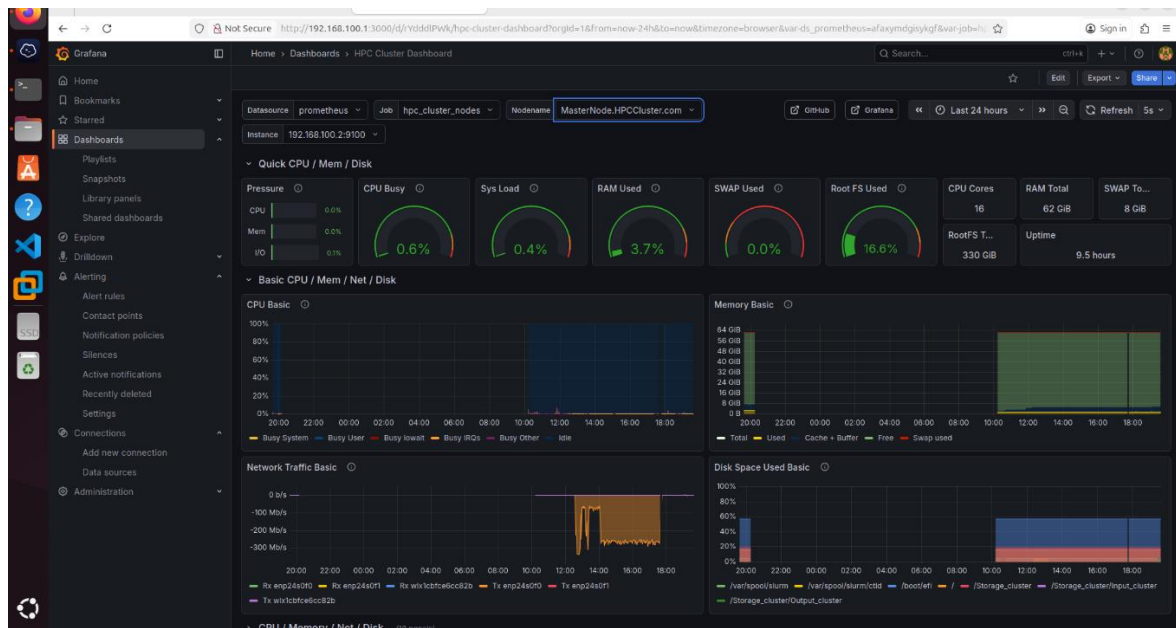 Not Secure http://192.168.100.1:3000/d/rYdddlPWk/hpc-cluster-dashboard?orgId=1&from=now-24h&to=now&timezone=browser&var-ds_prometheus=afaxymdgisykgf&var-job=h
Sign in
Grafana
Home › Dashboards › HPC Cluster Dashboard
Search...
ctrl+k
Home
Bookmarks
Starred
Dashboards
Playlists
Snapshots
Library panels
Shared dashboards
Explore
Drilldown
Alerting
Alert rules
Contact points
Notification policies
Silences
Active notifications
Recently deleted
Settings
Connections
Add new connection
Data sources
Administration
SSD
Edit Export Share
Datasource prometheus Job hpc_cluster_nodes Nodename MasterNode.HPCCluster.com
GitHub Grafana Last 24 hours Refresh 5s
Instance 192.168.100.2:9100
Quick CPU / Mem / Disk
Pressure
CPU 0.0%
Mem 0.0%
I/O 0.1%
CPU Busy
0.6%
Sys Load
0.4%
RAM Used
3.7%
SWAP Used
0.0%
Root FS Used
16.6%
CPU Cores
16
RAM Total
62 GiB
SWAP To...
8 GiB
RootFS T...
330 GiB
Uptime
9.5 hours
Basic CPU / Mem / Net / Disk
CPU Basic
100%
80%
60%
40%
20%
0%
20:00 22:00 00:00 02:00 04:00 06:00 08:00 10:00 12:00 14:00 16:00 18:00
Busy System Busy User Busy Iowait Busy IRQs Busy Other Idle
Memory Basic
64 GiB
56 GiB
48 GiB
40 GiB
32 GiB
24 GiB
16 GiB
8 GiB
0 B
20:00 22:00 00:00 02:00 04:00 06:00 08:00 10:00 12:00 14:00 16:00 18:00
Total Used Cache + Buffer Free Swap used
Network Traffic Basic
0 b/s
-100 Mb/s
-200 Mb/s
-300 Mb/s
20:00 22:00 00:00 02:00 04:00 06:00 08:00 10:00 12:00 14:00 16:00 18:00
Rx enp24s0f0 Rx enp24s0f1 Rx wlx1cbfce6cc82b Tx enp24s0f0 Tx enp24s0f1
Tx wlx1cbfce6cc82b
Disk Space Used Basic
100%
80%
60%
40%
20%
0%
20:00 22:00 00:00 02:00 04:00 06:00 08:00 10:00 12:00 14:00 16:00 18:00
/var/spool/slurm /var/spool/slurm/ctld /boot/efi / /Storage_cluster /Storage_cluster/Input_cluster
/Storage_cluster/Output_cluster
CPU / Memory / Net / Disk